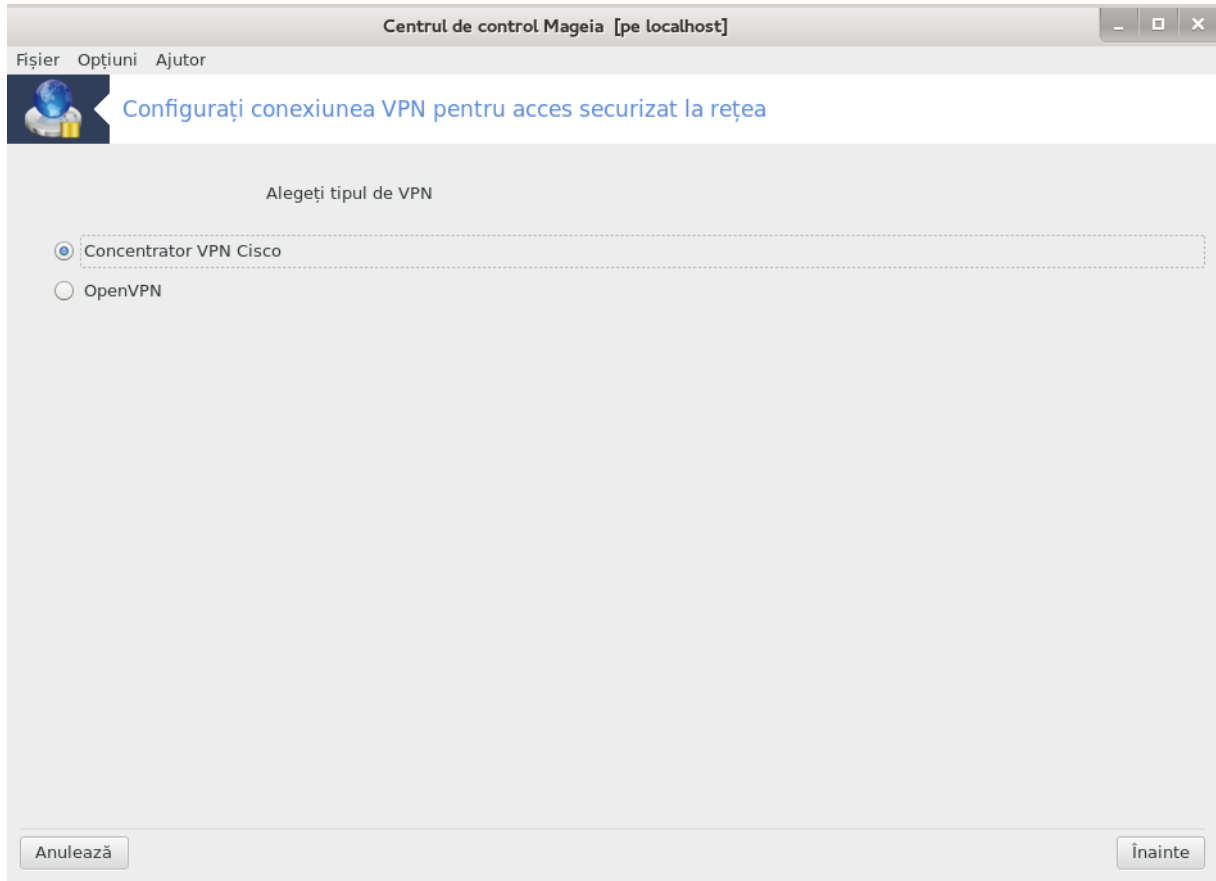 Centrul de control Mageia [pe localhost]
Fișier Opțiuni Ajutor
Configurați conexiunea VPN pentru acces securizat la rețea
Alegeți tipul de VPN
Concentrator VPN Cisco
OpenVPN
Anulează Înainte